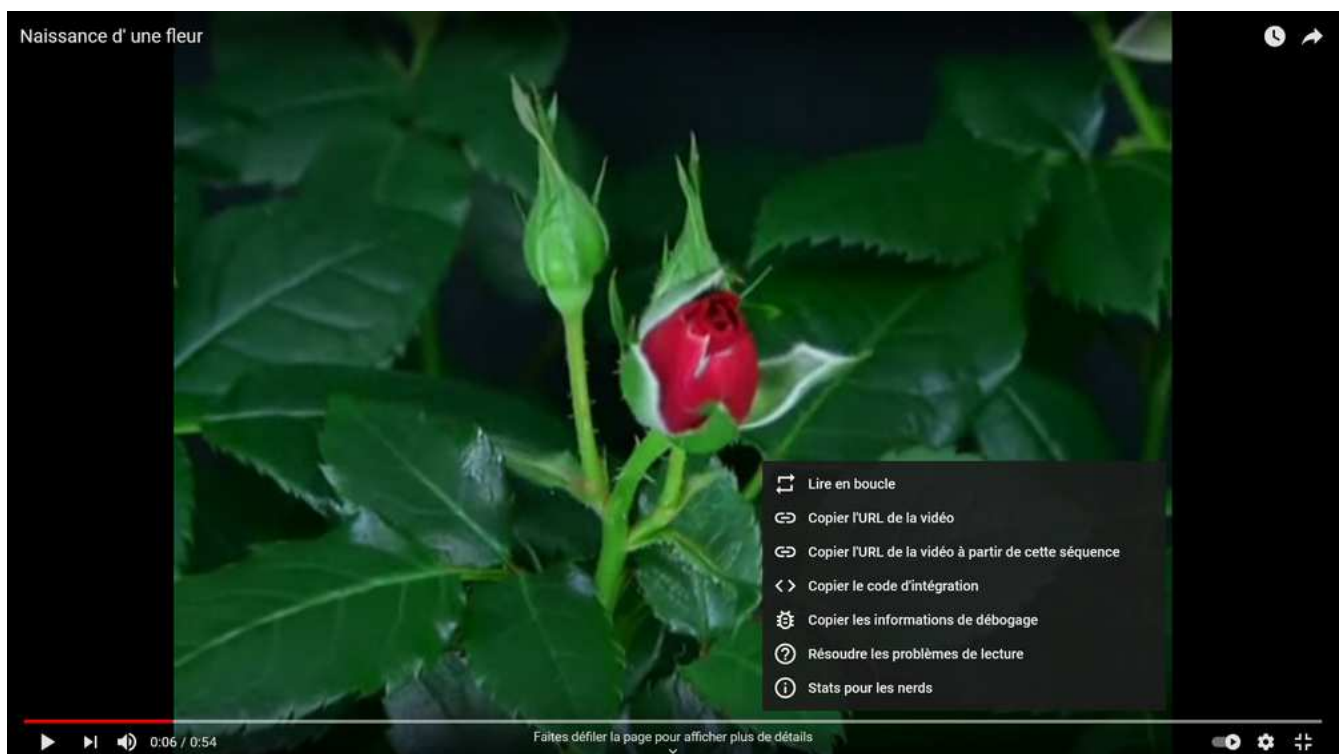 Naissance d' une fleur
Lire en boucle
Copier l'URL de la vidéo
Copier l'URL de la vidéo à partir de cette séquence
Copier le code d'intégration
Copier les informations de débogage
Résoudre les problèmes de lecture
Stats pour les nerds
0:06 / 0:54
Faites défiler la page pour afficher plus de détails